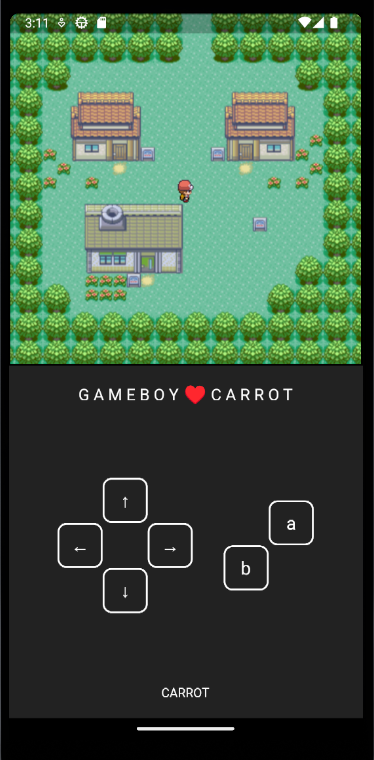 3:11
GAMEBOY❤️CARROT
↑
← →
↓
a
b
CARROT